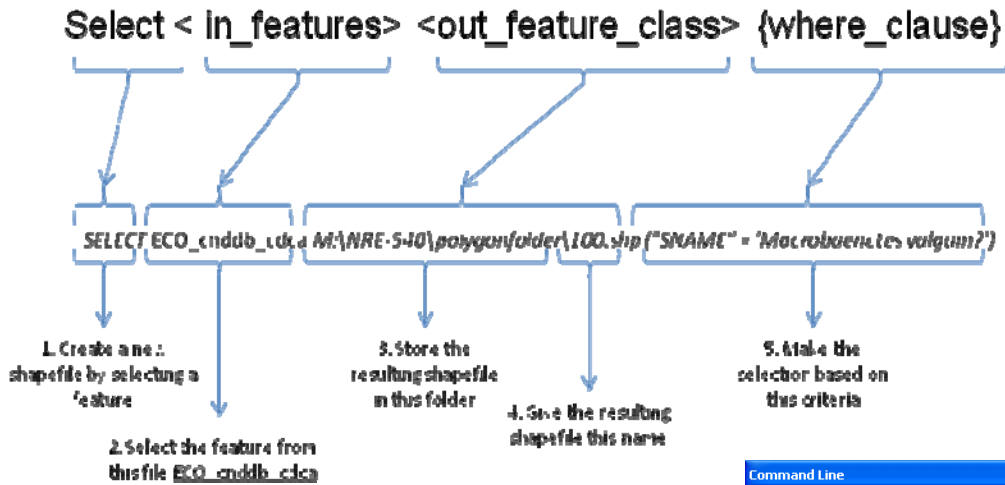 Select < in_features> <out_feature_class> {where_clause}
SELECT ECO_cnddb_cdca M:\NRE-540\polygonfolder\100.shp ("SNAME" = 'Macrobaenetes valgum?')
1. Create a new
shapefile by selecting a
feature
2. Select the feature from
this file ECO_cnddb_cdca
3. Store the
resulting shapefile
in this folder
4. Give the resulting
shapefile this name
5. Make the
selection based on
this criteria
Command Line